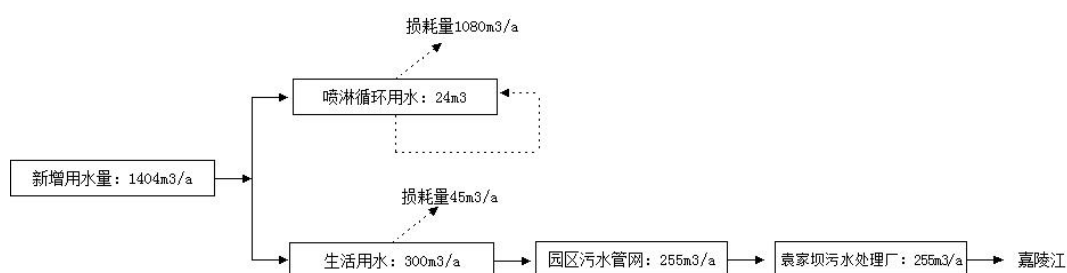 损耗量1080m3/a
喷淋循环用水：24m3
新增用水量：1404m3/a
损耗量45m3/a
生活用水：300m3/a
园区污水管网：255m3/a
袁家坝污水处理厂：255m3/a
嘉陵江